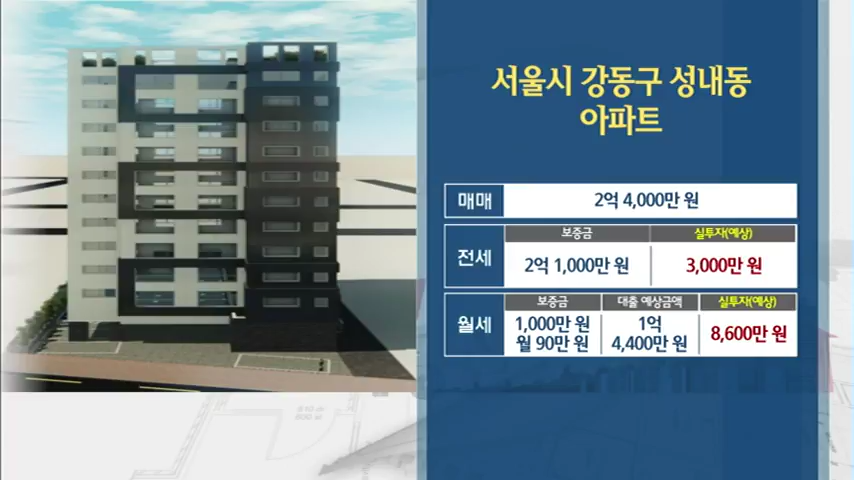 서울시 강동구 성내동
아파트
매매
2억 4,000만 원
전세
보증금
실투자(예상)
2억 1,000만 원
3,000만 원
월세
보증금
대출 예상금액
실투자(예상)
1,000만 원
월 90만 원
1억
4,400만 원
8,600만 원